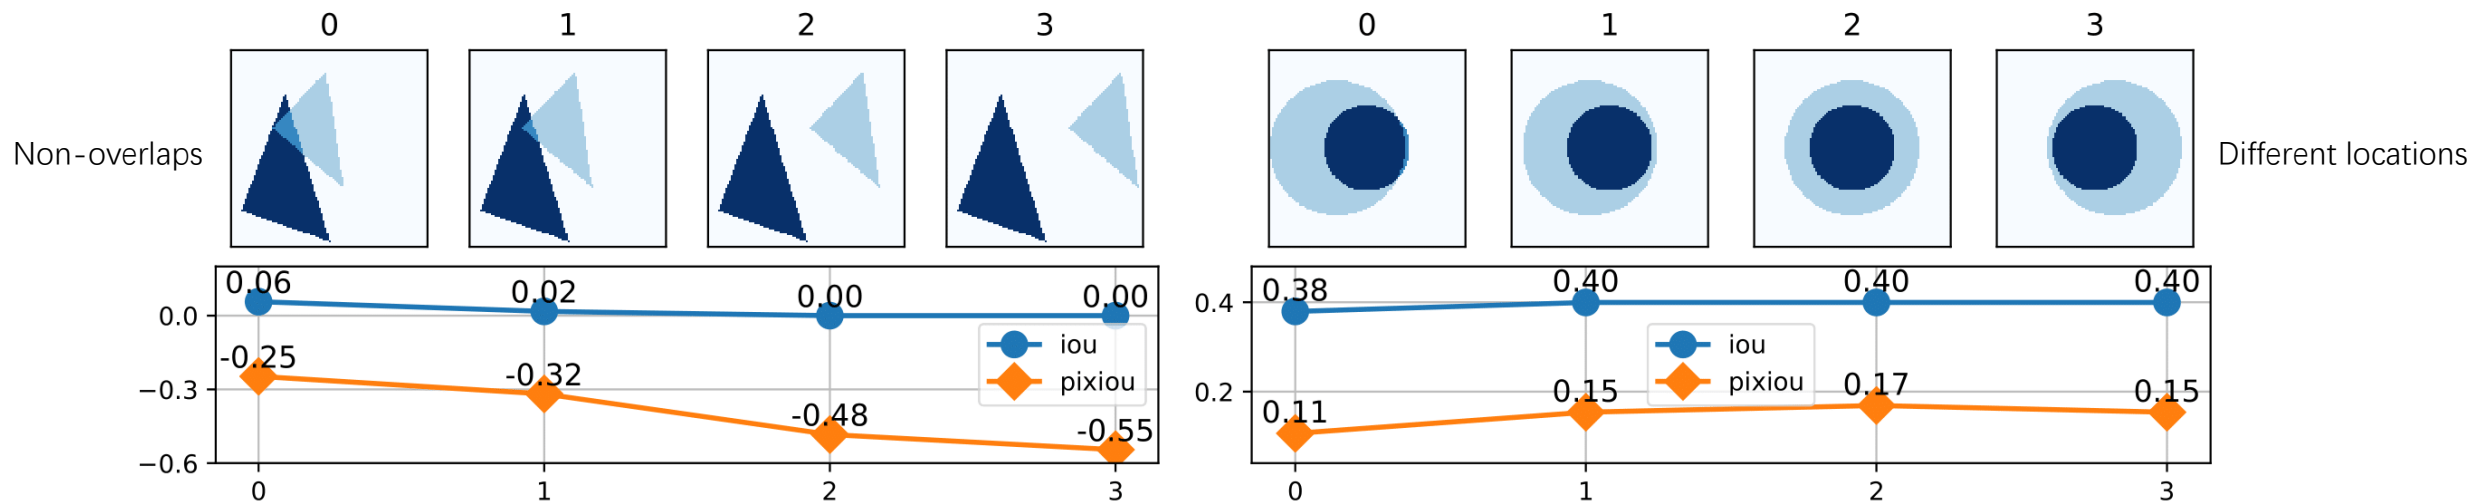 0 1 2 3
Non-overlaps
0.06 0.02 0.00 0.00
0.0
-0.25 -0.32 -0.48 -0.55
−0.3
−0.6
iou
pixiou
0 1 2 3
0 1 2 3
Different locations
0.38 0.40 0.40 0.40
0.4
0.11 0.15 0.17 0.15
0.2
iou
pixiou
0 1 2 3